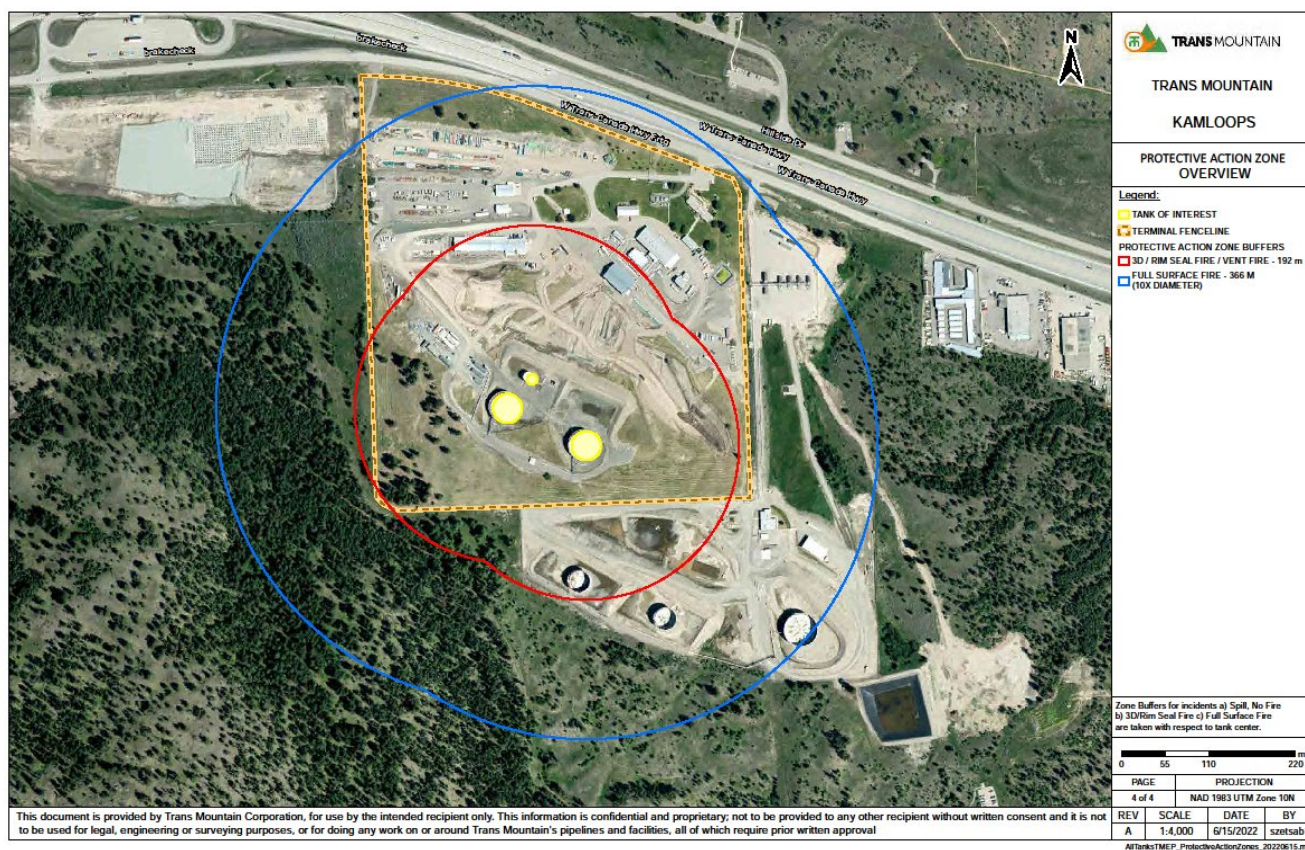 brakecheck
brakecheck
W Trans-Canada Hwy Frtg
W Trans-Canada Hwy
Hillside Dr
W Trans-Canada Hwy
N
TRANS MOUNTAIN
TRANS MOUNTAIN
KAMLOOPS
PROTECTIVE ACTION ZONE
OVERVIEW
Legend:
TANK OF INTEREST
TERMINAL FENCELINE
PROTECTIVE ACTION ZONE BUFFERS
3D / RIM SEAL FIRE / VENT FIRE - 192 m
FULL SURFACE FIRE - 366 M
(10X DIAMETER)
Zone Buffers for incidents a) Spill, No Fire
b) 3D/Rim Seal Fire c) Full Surface Fire
are taken with respect to tank center.
m
0 55 110 220
PAGE PROJECTION
4 of 4 NAD 1983 UTM Zone 10N
REV SCALE DATE BY
A 1:4,000 6/15/2022 szetsab
This document is provided by Trans Mountain Corporation, for use by the intended recipient only. This information is confidential and proprietary; not to be provided to any other recipient without written consent and it is not
to be used for legal, engineering or surveying purposes, or for doing any work on or around Trans Mountain's pipelines and facilities, all of which require prior written approval
AllTanksTMEP_ProtectiveActionZones_20220615.m